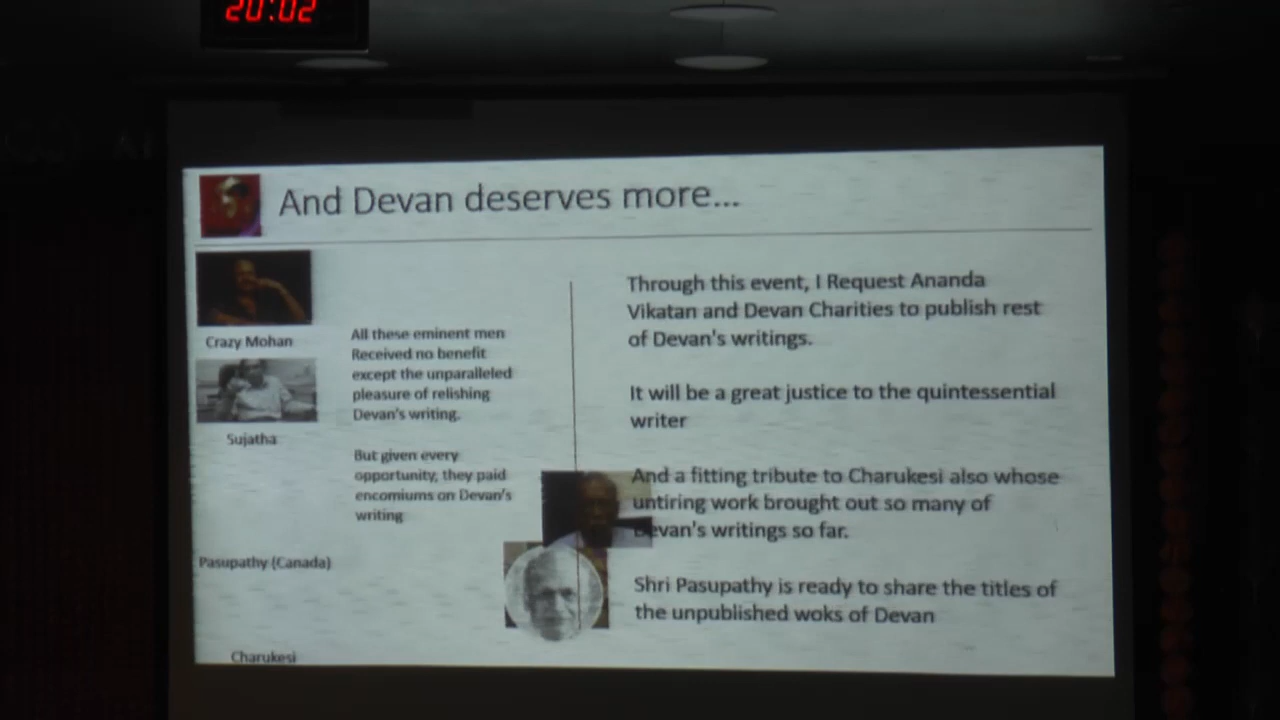 20:02
And Devan deserves more...
Crazy Mohan
Sujatha
Pasupathy (Canada)
Charukesi
All these eminent men
Received no benefit
except the unparalleled
pleasure of relishing
Devan's writing.
But given every
opportunity, they paid
encomiums on Devan's
writing
Through this event, I Request Ananda
Vikatan and Devan Charities to publish rest
of Devan's writings.
It will be a great justice to the quintessential
writer
And a fitting tribute to Charukesi also whose
untiring work brought out so many of
Devan's writings so far.
Shri Pasupathy is ready to share the titles of
the unpublished woks of Devan